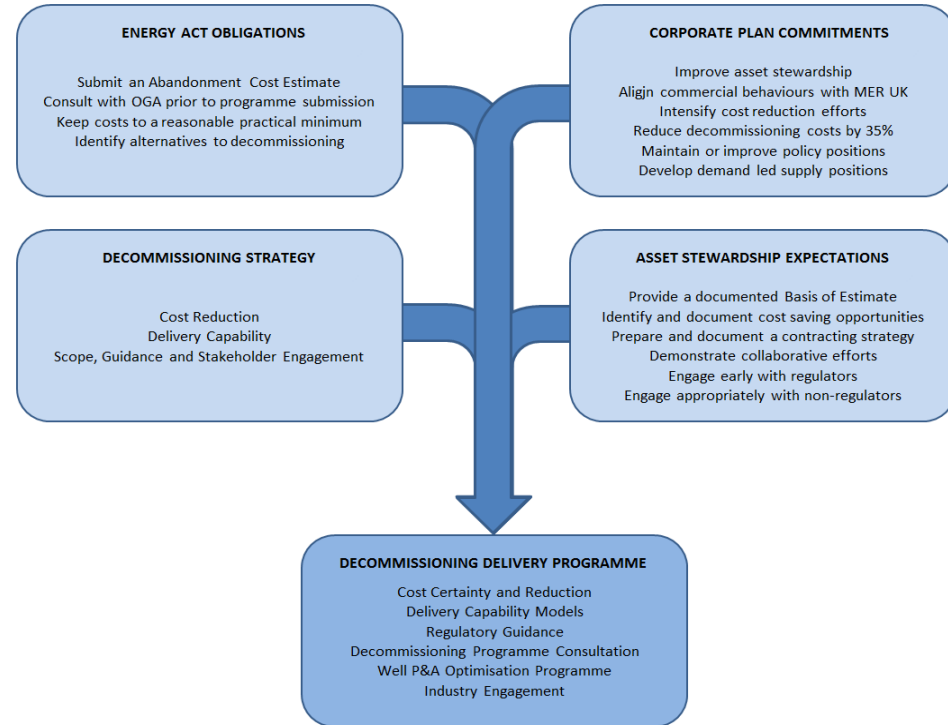 ENERGY ACT OBLIGATIONS
Submit an Abandonment Cost Estimate
Consult with OGA prior to programme submission
Keep costs to a reasonable practical minimum
Identify alternatives to decommissioning
CORPORATE PLAN COMMITMENTS
Improve asset stewardship
Aligjn commercial behaviours with MER UK
Intensify cost reduction efforts
Reduce decommissioning costs by 35%
Maintain or improve policy positions
Develop demand led supply positions
DECOMMISSIONING STRATEGY
Cost Reduction
Delivery Capability
Scope, Guidance and Stakeholder Engagement
ASSET STEWARDSHIP EXPECTATIONS
Provide a documented Basis of Estimate
Identify and document cost saving opportunities
Prepare and document a contracting strategy
Demonstrate collaborative efforts
Engage early with regulators
Engage appropriately with non-regulators
DECOMMISSIONING DELIVERY PROGRAMME
Cost Certainty and Reduction
Delivery Capability Models
Regulatory Guidance
Decommissioning Programme Consultation
Well P&A Optimisation Programme
Industry Engagement